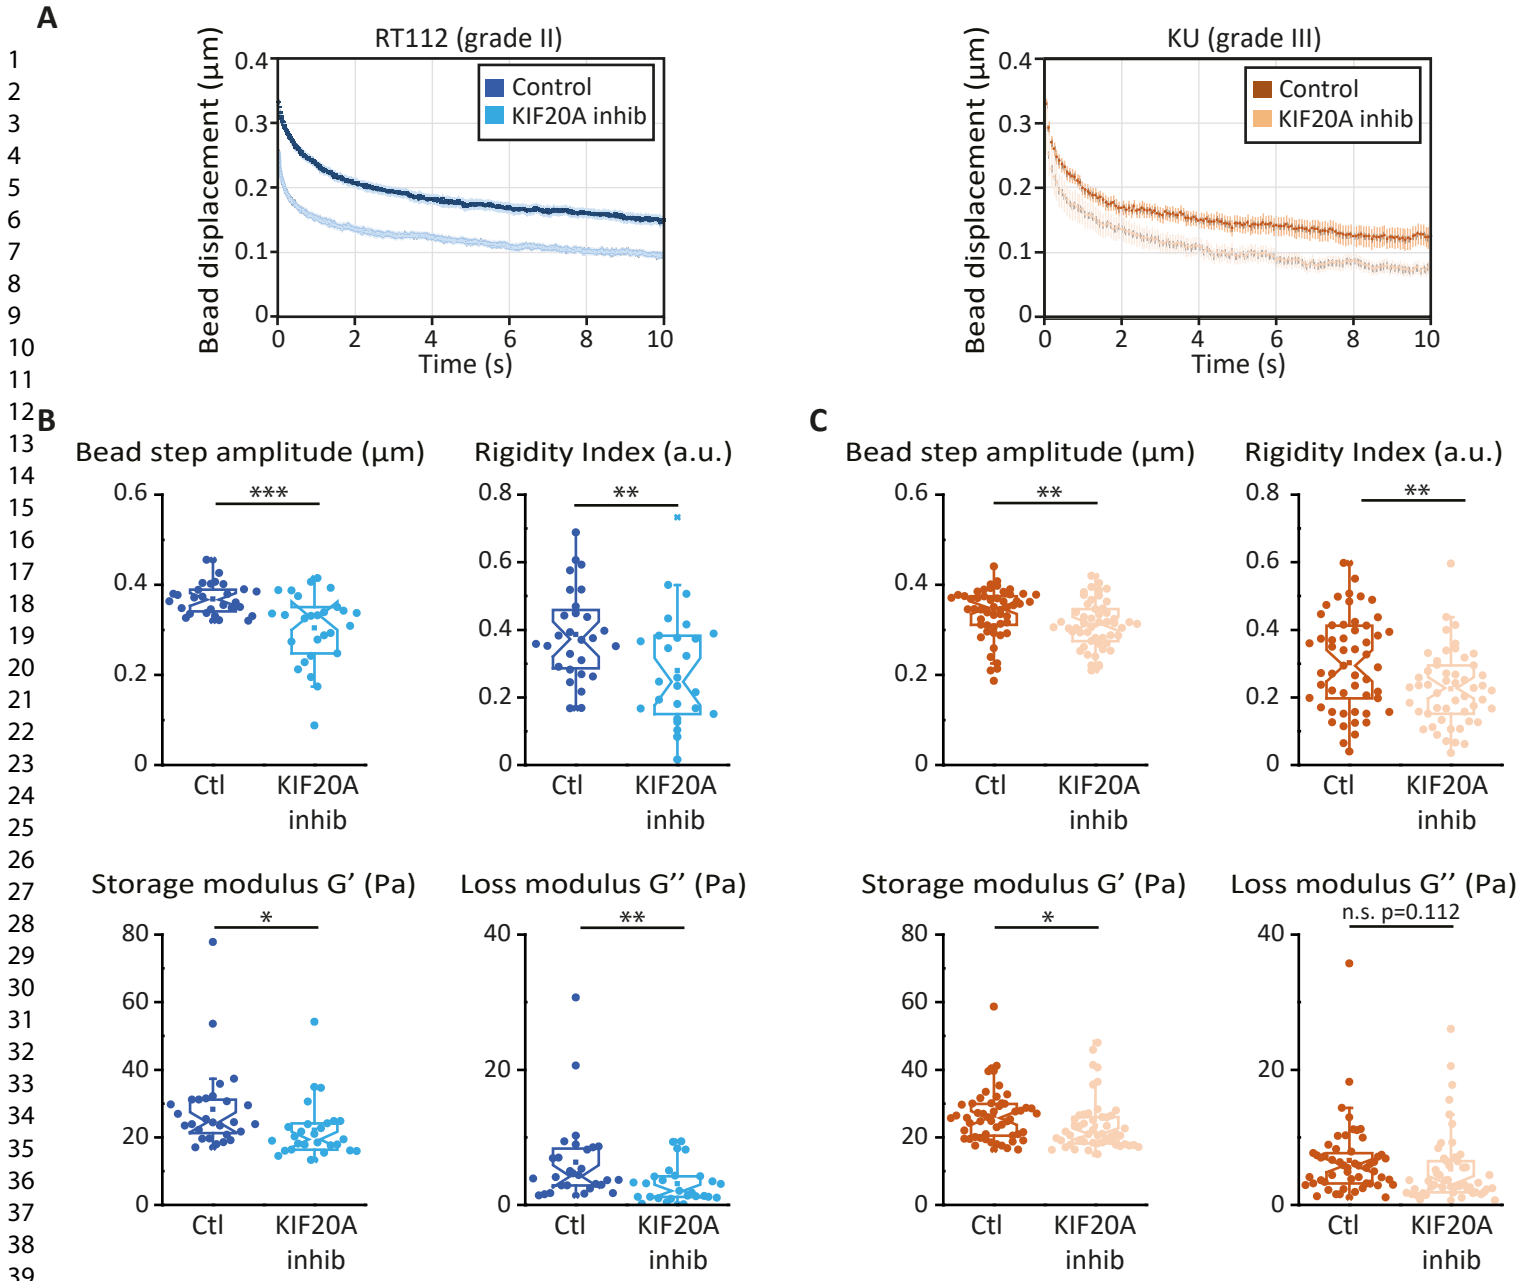 A
RT112 (grade II)
Bead displacement (µm)
0.4
0.3
0.2
0.1
0
Control
KIF20A inhib
0 2 4 6 8 10
Time (s)
KU (grade III)
Bead displacement (µm)
0.4
0.3
0.2
0.1
0
Control
KIF20A inhib
0 2 4 6 8 10
Time (s)
B
Bead step amplitude (µm)
0.6
0.4
0.2
0
***
Ctl KIF20A
inhib
Rigidity Index (a.u.)
0.8
0.6
0.4
0.2
0
**
Ctl KIF20A
inhib
Storage modulus G' (Pa)
80
60
40
20
0
*
Ctl KIF20A
inhib
Loss modulus G'' (Pa)
40
20
0
**
Ctl KIF20A
inhib
C
Bead step amplitude (µm)
0.6
0.4
0.2
0
**
Ctl KIF20A
inhib
Rigidity Index (a.u.)
0.8
0.6
0.4
0.2
0
**
Ctl KIF20A
inhib
Storage modulus G' (Pa)
80
60
40
20
0
*
Ctl KIF20A
inhib
Loss modulus G'' (Pa)
n.s. p=0.112
40
20
0
Ctl KIF20A
inhib
1
2
3
4
5
6
7
8
9
10
11
12
13
14
15
16
17
18
19
20
21
22
23
24
25
26
27
28
29
30
31
32
33
34
35
36
37
38
39